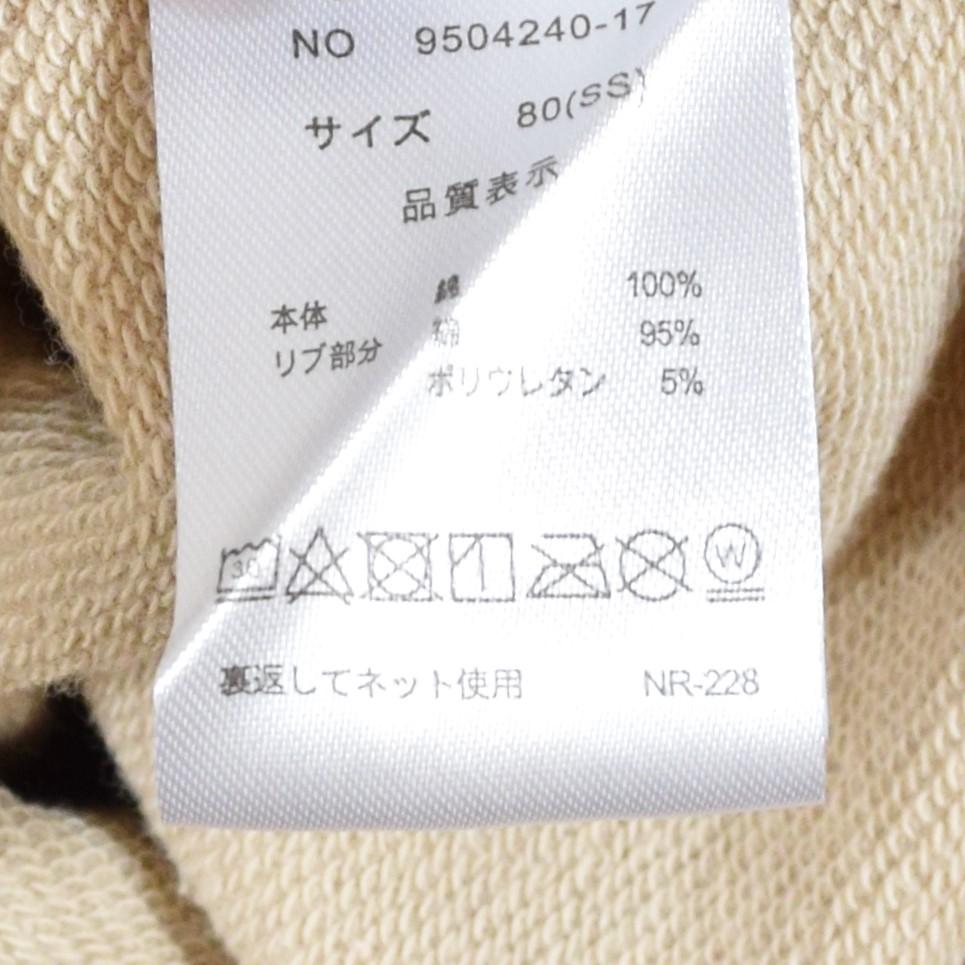 NO 9504240-17
サイズ 80(SS)
品質表示
本体 綿 100%
リブ部分 綿 95%
ポリウレタン 5%
30 W
裏返してネット使用 NR-228